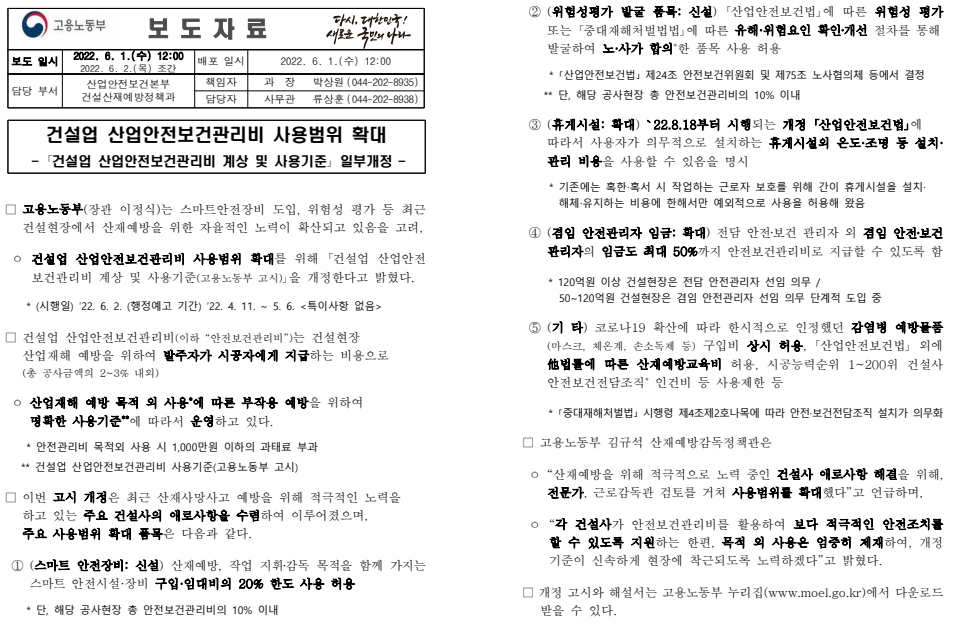 고용노동부
보 도 자 료
다시, 대한민국!
새로운 국민의 나라
보도 일시
2022. 6. 1.(수) 12:00
2022. 6. 2.(목) 조간
배포 일시
2022. 6. 1.(수) 12:00
담당 부서
산업안전보건본부
건설산재예방정책과
책임자
과 장
박상원 (044-202-8935)
담당자
사무관
류상훈 (044-202-8938)
건설업 산업안전보건관리비 사용범위 확대
- 「건설업 산업안전보건관리비 계상 및 사용기준」 일부개정 -
□ 고용노동부(장관 이정식)는 스마트안전장비 도입, 위험성 평가 등 최근
건설현장에서 산재예방을 위한 자율적인 노력이 확산되고 있음을 고려,
ㅇ 건설업 산업안전보건관리비 사용범위 확대를 위해 「건설업 산업안전
보건관리비 계상 및 사용기준(고용노동부 고시)」을 개정한다고 밝혔다.
* (시행일) '22. 6. 2. (행정예고 기간) '22. 4. 11. ~ 5. 6. <특이사항 없음>
□ 건설업 산업안전보건관리비(이하 “안전보건관리비”)는 건설현장
산업재해 예방을 위하여 발주자가 시공자에게 지급하는 비용으로
(총 공사금액의 2~3% 내외)
ㅇ 산업재해 예방 목적 외 사용*에 따른 부작용 예방을 위하여
명확한 사용기준**에 따라서 운영하고 있다.
* 안전관리비 목적외 사용 시 1,000만원 이하의 과태료 부과
** 건설업 산업안전보건관리비 사용기준(고용노동부 고시)
□ 이번 고시 개정은 최근 산재사망사고 예방을 위해 적극적인 노력을
하고 있는 주요 건설사의 애로사항을 수렴하여 이루어졌으며,
주요 사용범위 확대 품목은 다음과 같다.
① (스마트 안전장비: 신설) 산재예방, 작업 지휘·감독 목적을 함께 가지는
스마트 안전시설·장비 구입·임대비의 20% 한도 사용 허용
* 단, 해당 공사현장 총 안전보건관리비의 10% 이내
② (위험성평가 발굴 품목: 신설) 「산업안전보건법」에 따른 위험성 평가
또는 「중대재해처벌법법」에 따른 유해·위험요인 확인·개선 절차를 통해
발굴하여 노·사가 합의*한 품목 사용 허용
* 「산업안전보건법」 제24조 안전보건위원회 및 제75조 노사협의체 등에서 결정
** 단, 해당 공사현장 총 안전보건관리비의 10% 이내
③ (휴게시설: 확대) `22.8.18부터 시행되는 개정 「산업안전보건법」에
따라서 사용자가 의무적으로 설치하는 휴게시설의 온도·조명 등 설치·
관리 비용을 사용할 수 있음을 명시
* 기존에는 혹한·혹서 시 작업하는 근로자 보호를 위해 간이 휴게시설을 설치·
해체·유지하는 비용에 한해서만 예외적으로 사용을 허용해 왔음
④ (겸임 안전관리자 임금: 확대) 전담 안전·보건 관리자 외 겸임 안전·보건
관리자의 임금도 최대 50%까지 안전보건관리비로 지급할 수 있도록 함
* 120억원 이상 건설현장은 전담 안전관리자 선임 의무 /
50~120억원 건설현장은 겸임 안전관리자 선임 의무 단계적 도입 중
⑤ (기 타) 코로나19 확산에 따라 한시적으로 인정했던 감염병 예방물품
(마스크, 체온계, 손소독제 등) 구입비 상시 허용, 「산업안전보건법」 외에
他법률에 따른 산재예방교육비 허용, 시공능력순위 1~200위 건설사
안전보건전담조직* 인건비 등 사용제한 등
* 「중대재해처벌법」 시행령 제4조제2호나목에 따라 안전·보건전담조직 설치가 의무화
□ 고용노동부 김규석 산재예방감독정책관은
ㅇ “산재예방을 위해 적극적으로 노력 중인 건설사 애로사항 해결을 위해,
전문가, 근로감독관 검토를 거쳐 사용범위를 확대했다”고 언급하며,
ㅇ “각 건설사가 안전보건관리비를 활용하여 보다 적극적인 안전조치를
할 수 있도록 지원하는 한편, 목적 외 사용은 엄중히 제재하여, 개정
기준이 신속하게 현장에 착근되도록 노력하겠다”고 밝혔다.
□ 개정 고시와 해설서는 고용노동부 누리집(www.moel.go.kr)에서 다운로드
받을 수 있다.